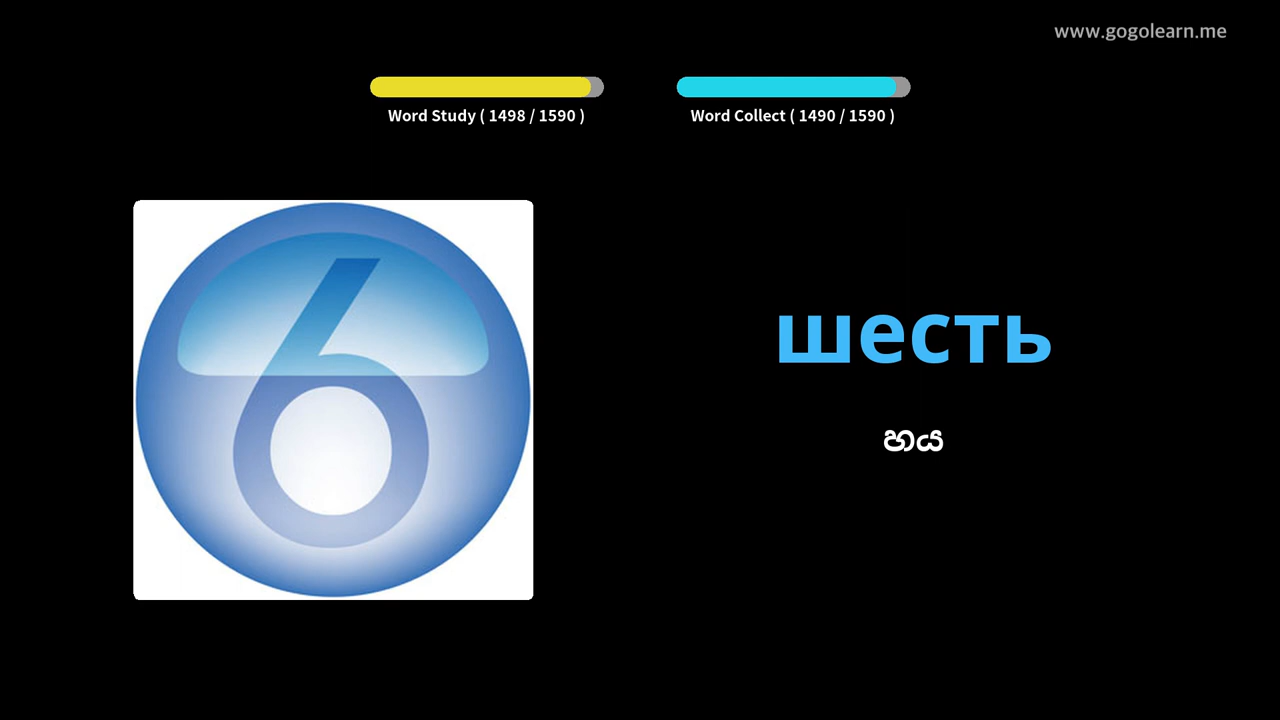 www.gogolearn.me
Word Study ( 1498 / 1590 )
Word Collect ( 1490 / 1590 )
6
шесть
හය